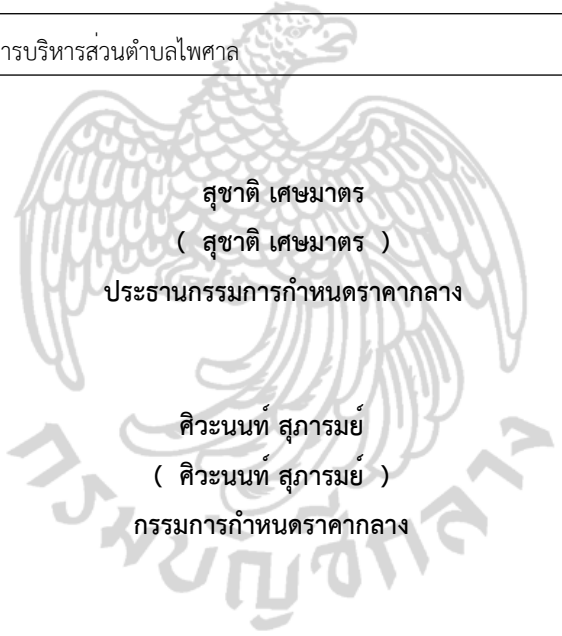 ารบริหารส่วนตำบลไพศาล
สุชาติ เศษมาตร
( สุชาติ เศษมาตร )
ประธานกรรมการกำหนดราคากลาง
ศิวะนนท์ สุภารมย์
( ศิวะนนท์ สุภารมย์ )
กรรมการกำหนดราคากลาง
กรมบัญชีกลาง